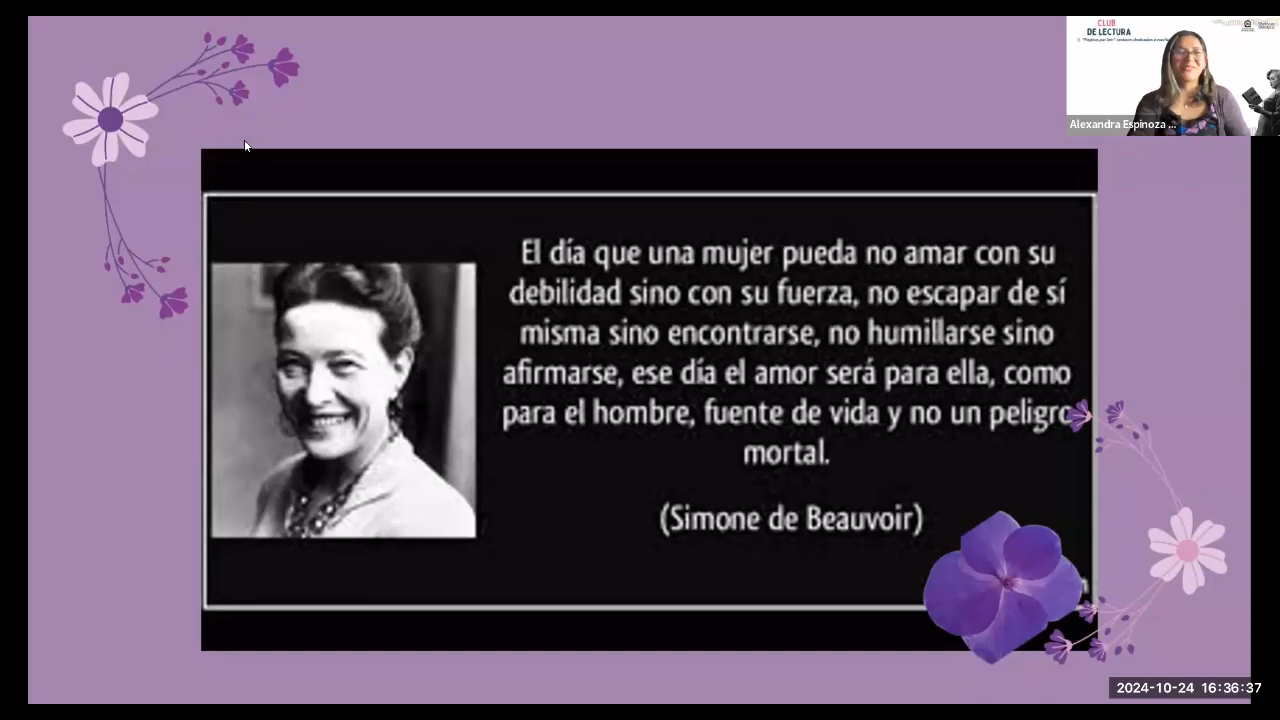 CLUB
DE LECTURA
Alexandra Espinoza ...
El día que una mujer pueda no amar con su
debilidad sino con su fuerza, no escapar de sí
misma sino encontrarse, no humillarse sino
afirmarse, ese día el amor será para ella, como
para el hombre, fuente de vida y no un peligro
mortal.
(Simone de Beauvoir)
2024-10-24 16:36:37